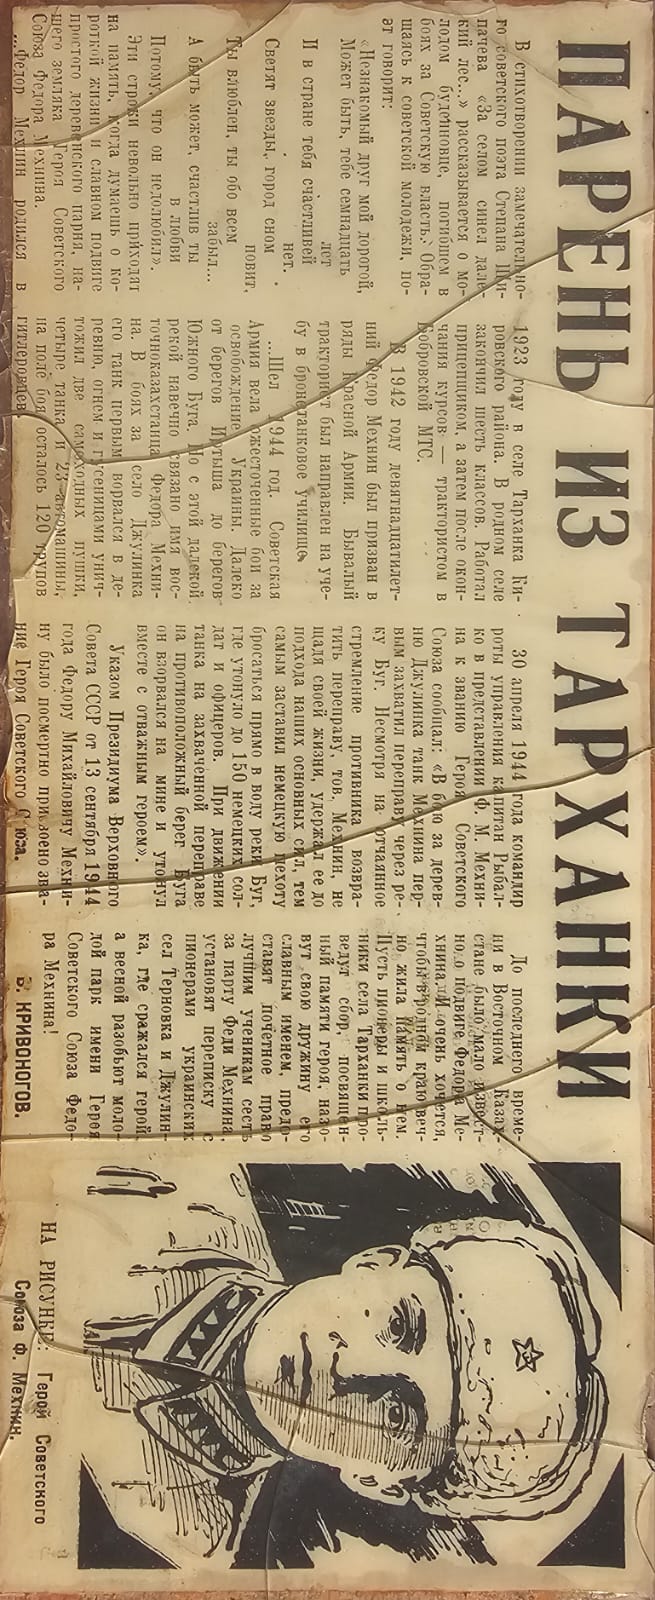 ПАРЕНЬ ИЗ ТАРХАНКИ
В стихотворении замечательно-
го советского поэта Степана Щи-
пачева «За селом синел дале-
кий лес...» рассказывается о мо-
лодом буденовце, погибшем в
боях за Советскую власть. Обра-
щаясь к советской молодежи, по-
эт говорит:
«Незнакомый друг мой дорогой,
Может быть, тебе семнадцать
лет
И в стране тебя счастливей
нет.
Светят звезды, город сном
повит,
Ты влюблен, ты обо всем
забыл...
А быть может, счастлив ты
в любви
Потому, что он недолюбил».
Эти строки невольно приходят
на память, когда думаешь о ко-
роткой жизни и славном подвиге
простого деревенского парня, на-
шего земляка Героя Советского
Союза Федора Мехнина.
...Федор Мехнин родился в
1923 году в селе Тарханка Ки-
ровского района. В родном селе
закончил шесть классов. Работал
прицепщиком, а затем после окон-
чания курсов — трактористом в
Бобровской МТС.
В 1942 году девятнадцатилет-
ний Федор Мехнин был призван в
ряды Красной Армии. Бывалый
тракторист был направлен на уче-
бу в бронетанковое училище.
...Шел 1944 год. Советская
Армия вела ожесточенные бои за
освобождение Украины. Далеко
от берегов Иртыша до берегов
Южного Буга. Но с этой далекой
рекой навечно связано имя вос-
точноказахстанца Федора Мехни-
на. В боях за село Джулинка
его танк первым ворвался в де-
ревню, огнем и гусеницами унич-
тожил две самоходных пушки,
четыре танка и 23 автомашины,
на поле боя осталось 120 трупов
гитлеровцев.
30 апреля 1944 года командир
роты управления капитан Рыбал-
ко в представлении Ф. М. Мехни-
на к званию Героя Советского
Союза сообщал: «В бою за дерев-
ню Джулинка танк Мехнина пер-
вым захватил переправу через ре-
ку Буг. Несмотря на отчаянное
стремление противника возвра-
тить переправу, тов. Мехнин, не
щадя своей жизни, удержал ее до
подхода наших основных сил, тем
самым заставил немецкую пехоту
бросаться прямо в воду реки Буг,
где утонуло до 150 немецких сол-
дат и офицеров. При движении
танка на захваченной переправе
на противоположный берег Буга
он взорвался на мине и утонул
вместе с отважным героем».
Указом Президиума Верховного
Совета СССР от 13 сентября 1944
года Федору Михайловичу Мехни-
ну было посмертно присвоено зва-
ние Героя Советского Союза.
До последнего време-
ни в Восточном Казах-
стане было мало извест-
но о подвиге Федора Ме-
хнина. И очень хочется,
чтобы в родном краю веч-
но жила память о нем.
Пусть пионеры и школь-
ники села Тарханки про-
ведут сбор, посвящен-
ный памяти героя, назо-
вут свою дружину его
славным именем, предо-
ставят почетное право
лучшим ученикам сесть
за парту Феди Мехнина,
установят переписку с
пионерами украинских
сел Терновка и Джулин-
ка, где сражался герой,
а весной разобьют моло-
дой парк имени Героя
Советского Союза Федо-
ра Мехнина!
В. КРИВОНОГОВ.
НА РИСУНКЕ: Герой Советского
Союза Ф. Мехнин.